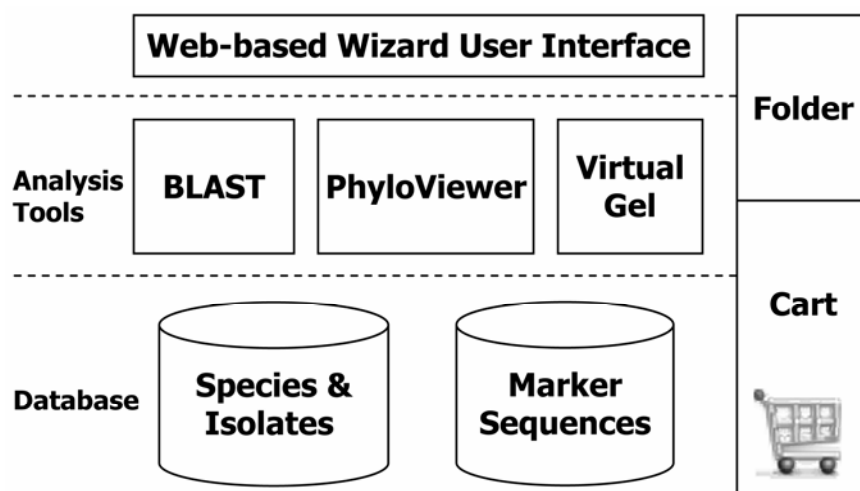 Web-based Wizard User Interface
Folder
Analysis
Tools
BLAST
PhyloViewer
Virtual
Gel
Cart
Database
Species &
Isolates
Marker
Sequences